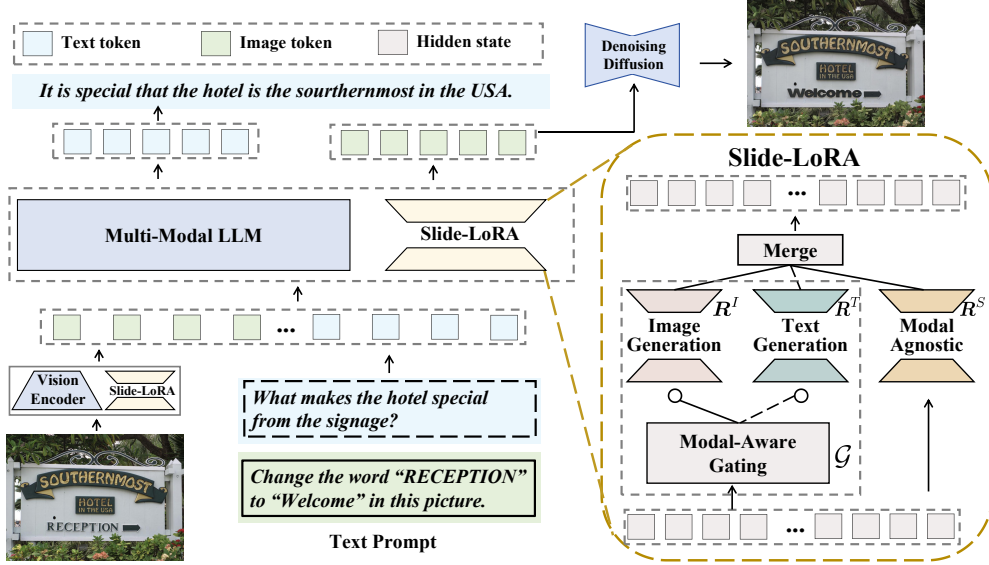 Text token
Image token
Hidden state
It is special that the hotel is the sourthernmost in the USA.
Denoising
Diffusion
SOUTHERNMOST
HOTEL
IN THE USA
Welcome
Multi-Modal LLM
Slide-LoRA
...
Vision
Encoder
Slide-LoRA
What makes the hotel special
from the signage?
Change the word “RECEPTION”
to “Welcome” in this picture.
Text Prompt
SOUTHERNMOST
HOTEL
IN THE USA
RECEPTION
Slide-LoRA
...
Merge
R^I
R^T
R^S
Image
Generation
Text
Generation
Modal
Agnostic
Modal-Aware
Gating
G
...